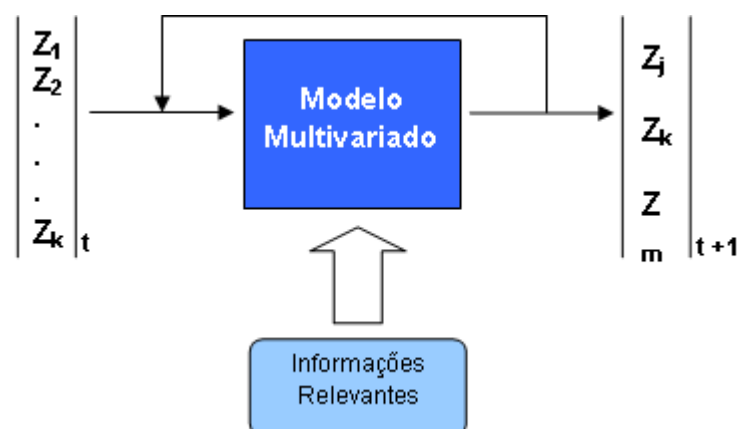 Z1
Z2
.
.
.
Zk t
Modelo
Multivariado
Informações
Relevantes
Zj
Zk
Z
m t +1